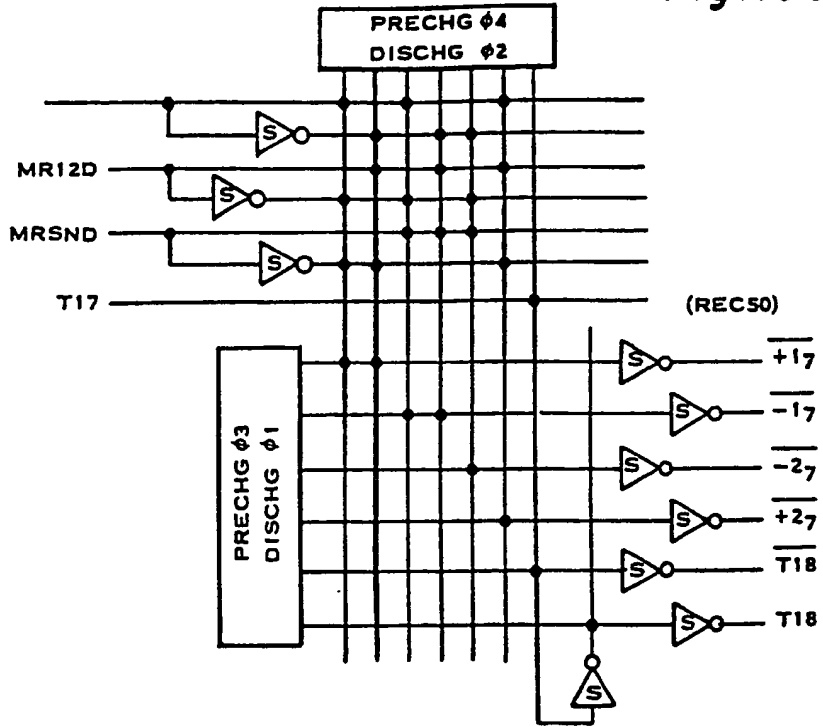 PRECHG ϕ4
DISCHG ϕ2
S
MR12D
S
MRSND
S
T17
(REC50)
PRECHG ϕ3
DISCHG ϕ1
S
+1₇
S
-1₇
S
-2₇
S
+2₇
S
T18
S
T18
S